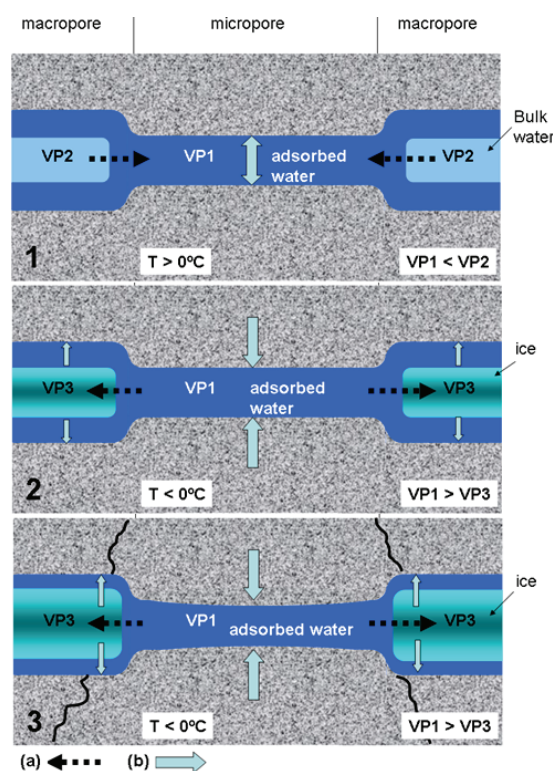 macropore micropore macropore
Bulk
water
VP2 VP1 adsorbed
water VP2
1 T > 0ºC VP1 < VP2
ice
VP3 VP1 adsorbed
water VP3
2 T < 0ºC VP1 > VP3
ice
VP3 VP1 adsorbed water VP3
3 T < 0ºC VP1 > VP3
(a) (b)